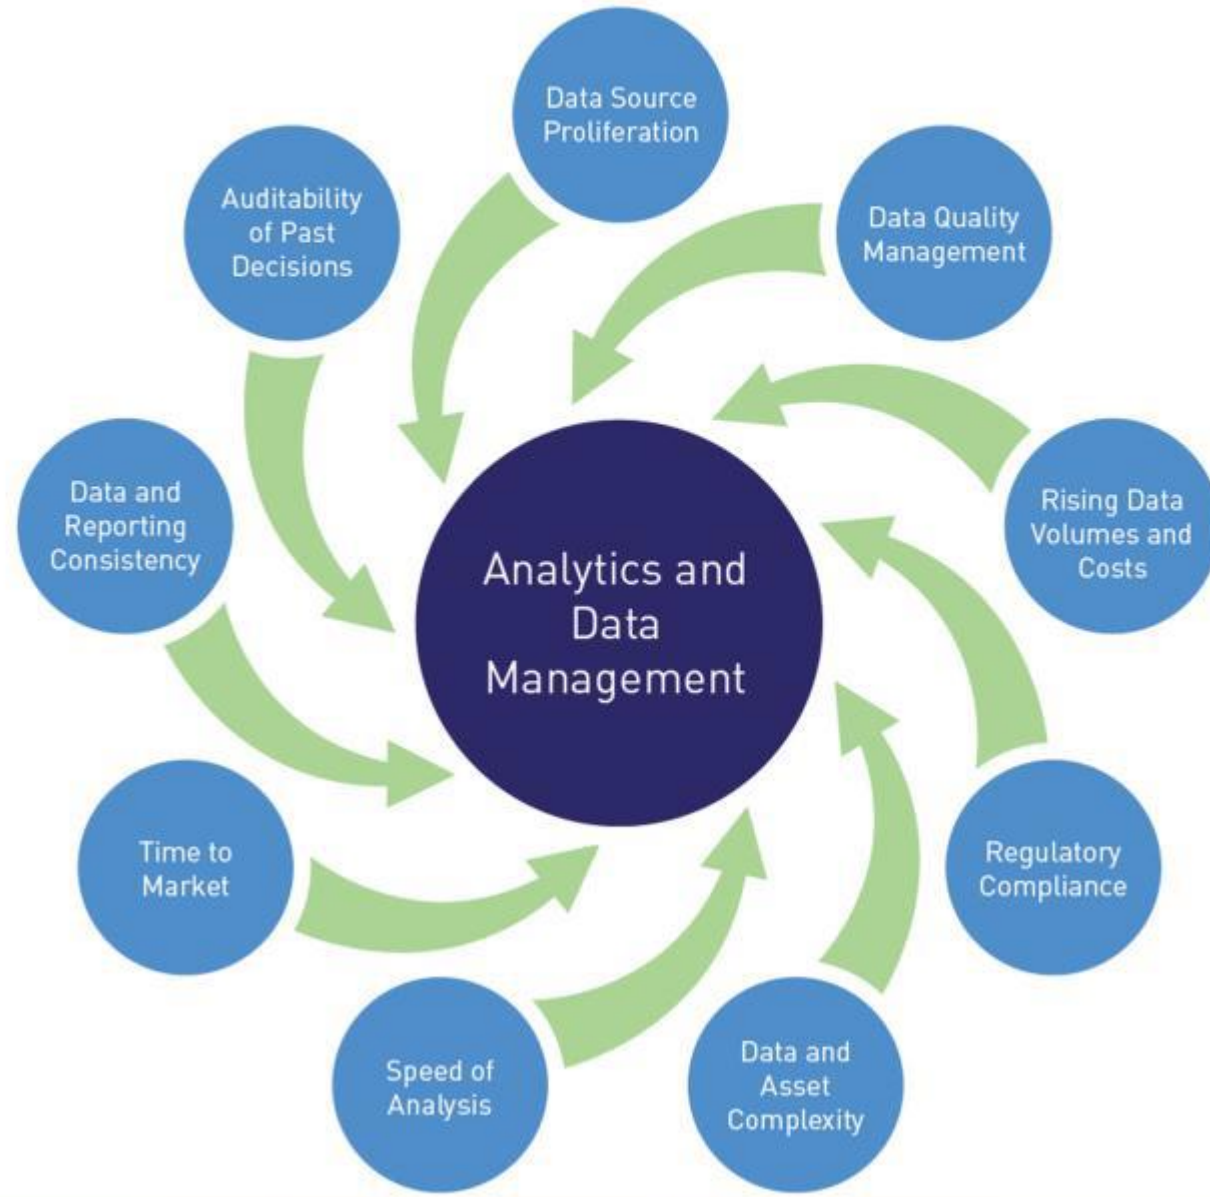 Data Source
Proliferation
Data Quality
Management
Rising Data
Volumes and
Costs
Regulatory
Compliance
Data and
Asset
Complexity
Speed of
Analysis
Time to
Market
Data and
Reporting
Consistency
Auditability
of Past
Decisions
Analytics and
Data
Management